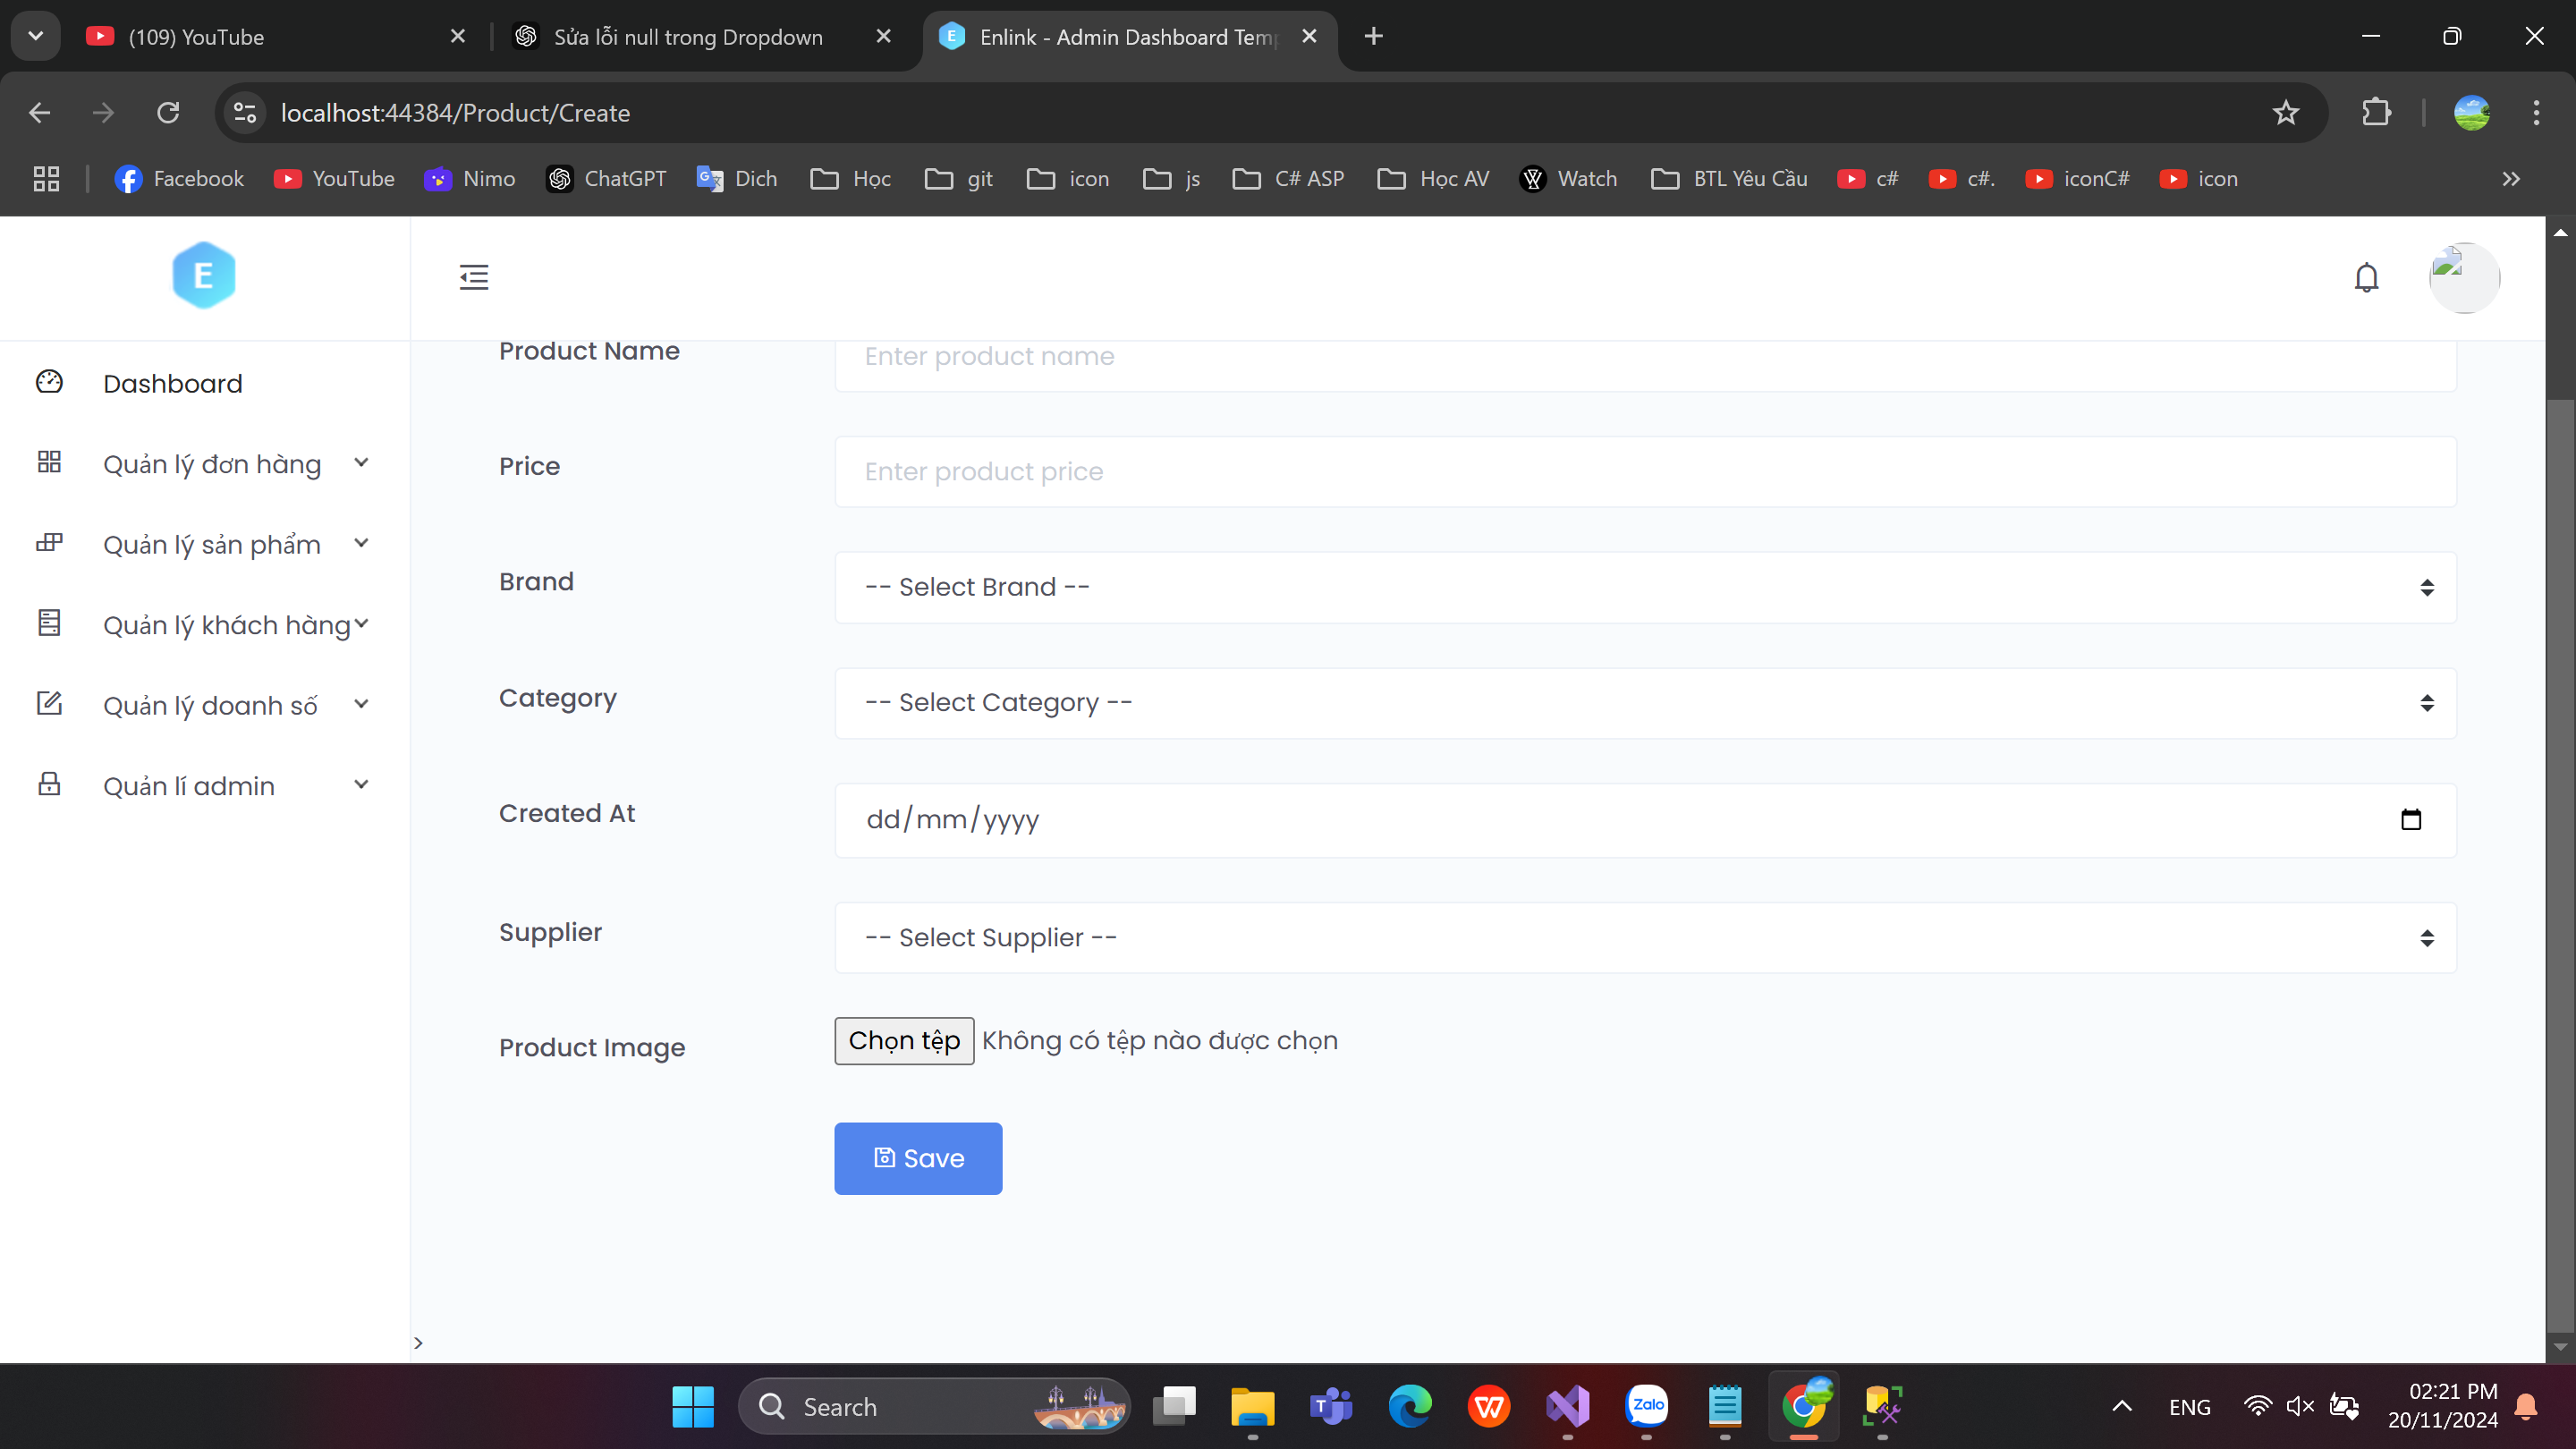 (109) YouTube
Sửa lỗi null trong Dropdown
Enlink - Admin Dashboard Temp
localhost:44384/Product/Create
Facebook
YouTube
Nimo
ChatGPT
Dich
Học
git
icon
js
C# ASP
Học AV
Watch
BTL Yêu Cầu
c#
c#.
iconC#
icon
E
Dashboard
Quản lý đơn hàng
Quản lý sản phẩm
Quản lý khách hàng
Quản lý doanh số
Quản lí admin
Product Name
Enter product name
Price
Enter product price
Brand
-- Select Brand --
Category
-- Select Category --
Created At
dd/mm/yyyy
Supplier
-- Select Supplier --
Product Image
Chọn tệp Không có tệp nào được chọn
Save
>
Search
Zalo
ENG
02:21 PM
20/11/2024